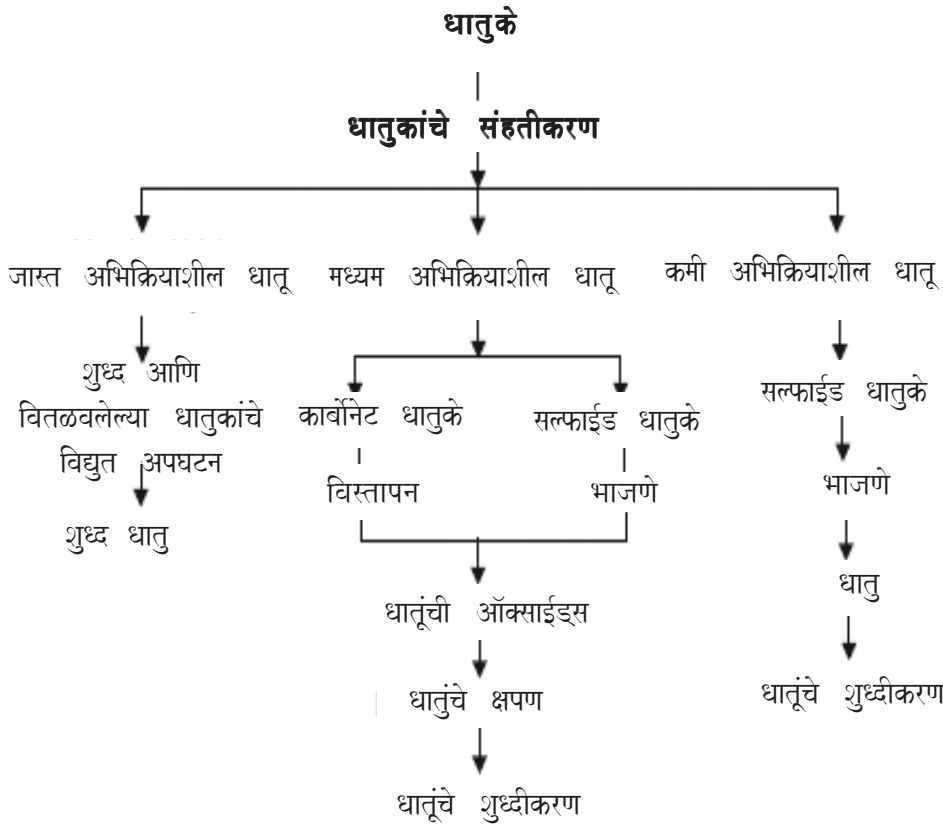 धातुके
धातुकांचे संहतीकरण
जास्त अभिक्रियाशील धातू
मध्यम अभिक्रियाशील धातू
कमी अभिक्रियाशील धातू
शुध्द आणि
वितळवलेल्या धातुकांचे
विद्युत अपघटन
शुध्द धातु
कार्बोनेट धातुके
सल्फाईड धातुके
विस्तापन
भाजणे
धातूंची ऑक्साईड्स
धातुंचे क्षपण
धातूंचे शुध्दीकरण
सल्फाईड धातुके
भाजणे
धातु
धातूंचे शुध्दीकरण